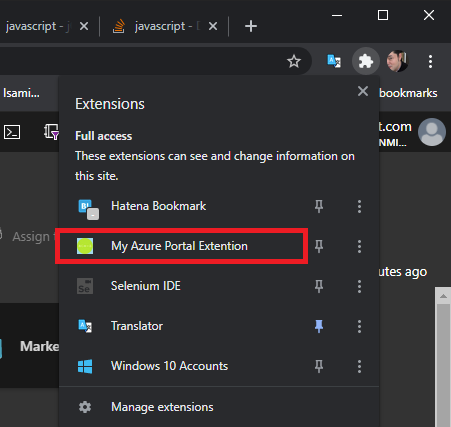 javascript - j
javascript - 
Isami...
bookmarks
Extensions
Full access
These extensions can see and change information on
this site.
t.com
NMI...
Hatena Bookmark
Assign
My Azure Portal Extention
utes ago
Se
Selenium IDE
Translator
Marke
Windows 10 Accounts
Manage extensions